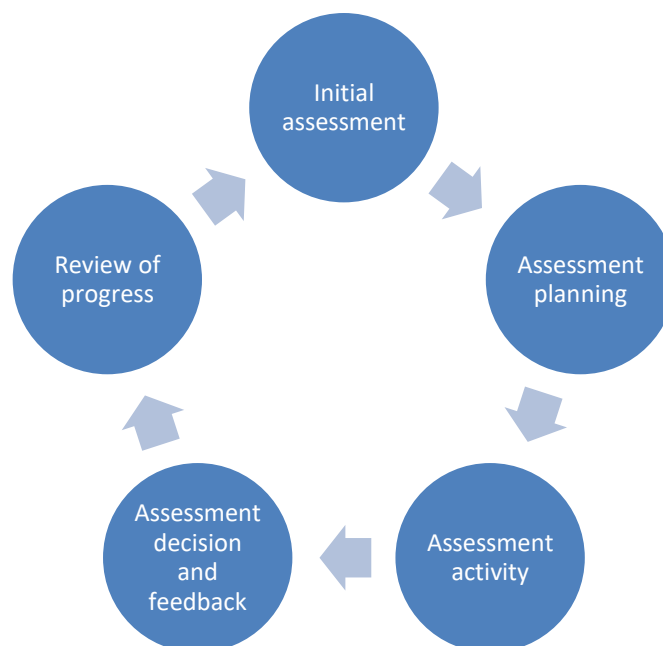 Initial
assessment
Assessment
planning
Assessment
activity
Assessment
decision
and
feedback
Review of
progress